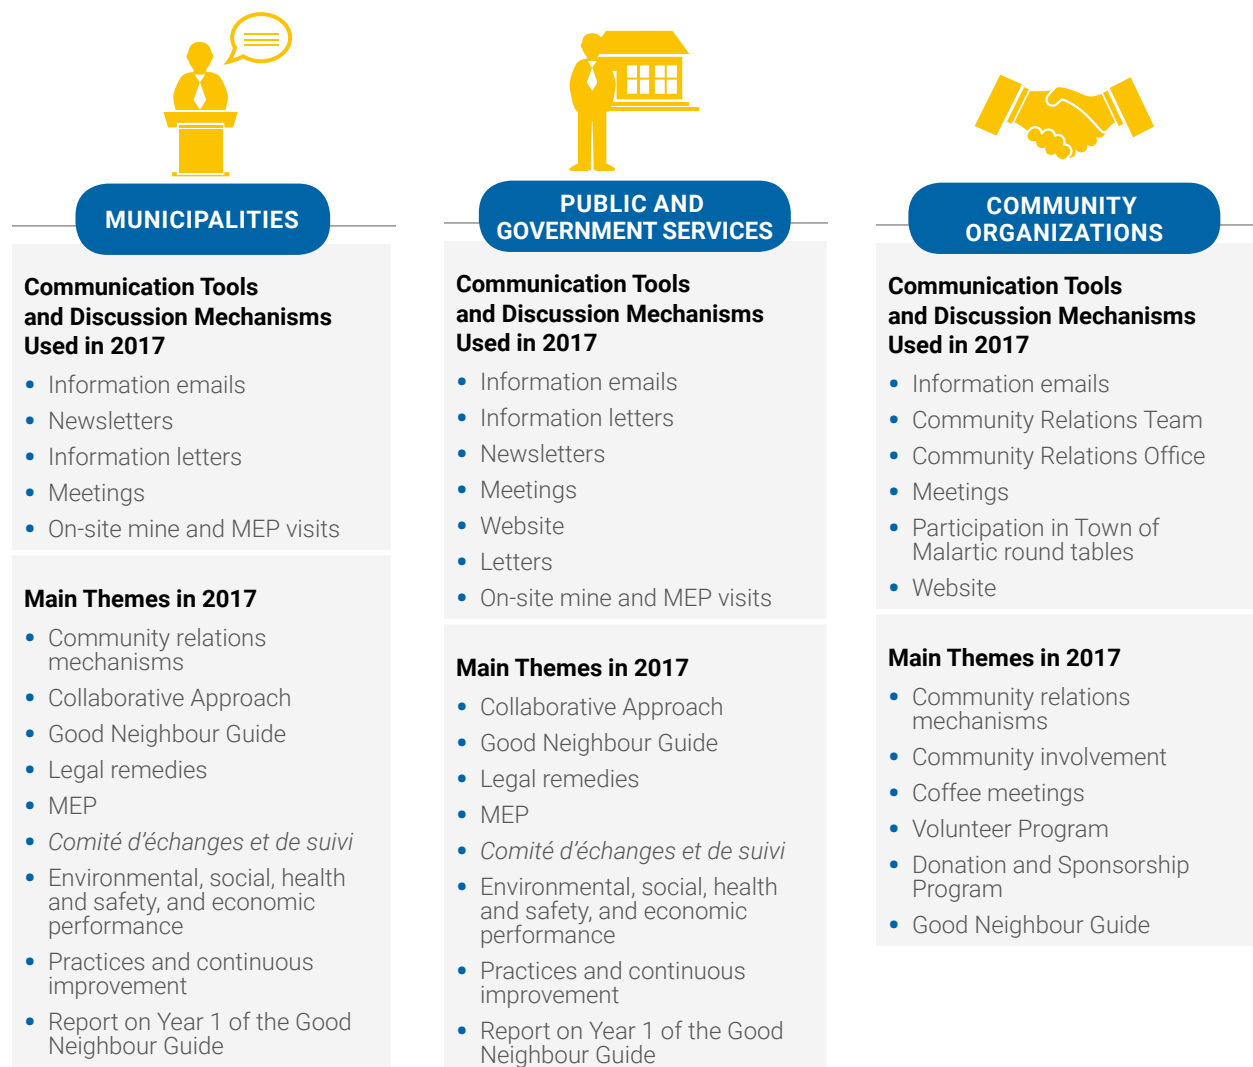 MUNICIPALITIES
Communication Tools
and Discussion Mechanisms
Used in 2017
• Information emails
• Newsletters
• Information letters
• Meetings
• On-site mine and MEP visits
Main Themes in 2017
• Community relations
mechanisms
• Collaborative Approach
• Good Neighbour Guide
• Legal remedies
• MEP
• Comité d’échanges et de suivi
• Environmental, social, health
and safety, and economic
performance
• Practices and continuous
improvement
• Report on Year 1 of the Good
Neighbour Guide
PUBLIC AND
GOVERNMENT SERVICES
Communication Tools
and Discussion Mechanisms
Used in 2017
• Information emails
• Information letters
• Newsletters
• Meetings
• Website
• Letters
• On-site mine and MEP visits
Main Themes in 2017
• Collaborative Approach
• Good Neighbour Guide
• Legal remedies
• MEP
• Comité d’échanges et de suivi
• Environmental, social, health
and safety, and economic
performance
• Practices and continuous
improvement
• Report on Year 1 of the Good
Neighbour Guide
COMMUNITY
ORGANIZATIONS
Communication Tools
and Discussion Mechanisms
Used in 2017
• Information emails
• Community Relations Team
• Community Relations Office
• Meetings
• Participation in Town of
Malartic round tables
• Website
Main Themes in 2017
• Community relations
mechanisms
• Community involvement
• Coffee meetings
• Volunteer Program
• Donation and Sponsorship
Program
• Good Neighbour Guide